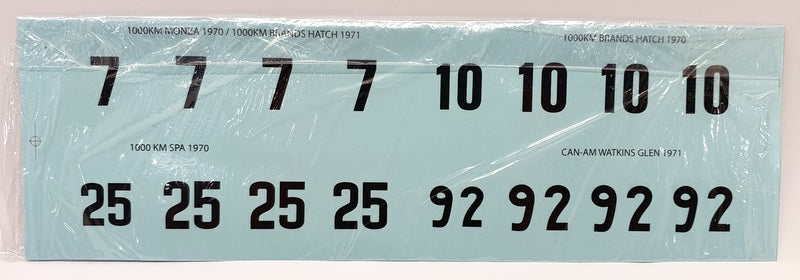 1000KM MONZA 1970 / 1000KM BRANDS HATCH 1971
1000KM BRANDS HATCH 1970
7 7 7 7 10 10 10 10
1000 KM SPA 1970
CAN-AM WATKINS GLEN 1971
25 25 25 25 92 92 92 92